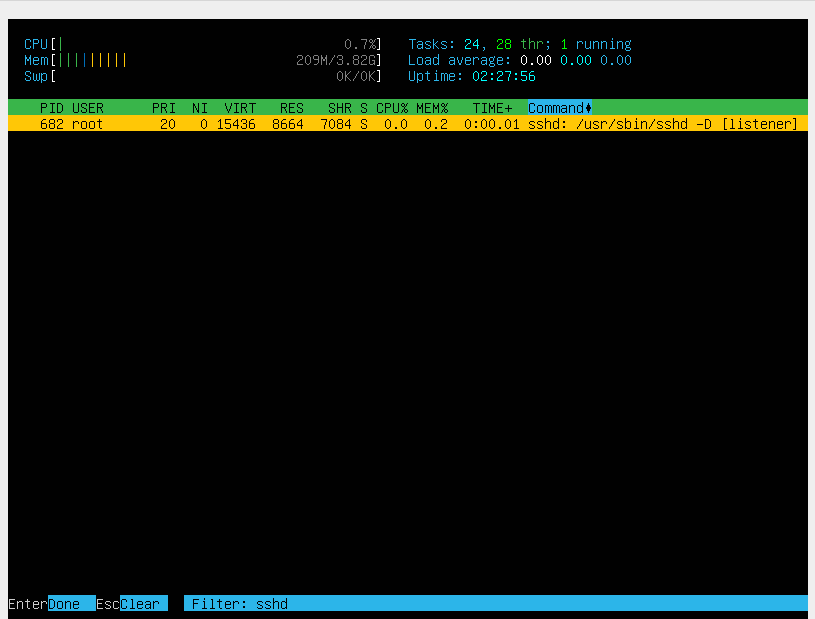 CPU[| 0.7%] Tasks: 24, 28 thr; 1 running
Mem[||||||||| 209M/3.82G] Load average: 0.00 0.00 0.00
Swp[ 0K/0K] Uptime: 02:27:56
PID USER PRI NI VIRT RES SHR S CPU% MEM% TIME+ Command♦
682 root 20 0 15436 8664 7084 S 0.0 0.2 0:00.01 sshd: /usr/sbin/sshd -D [listener]
EnterDone EscClear Filter: sshd